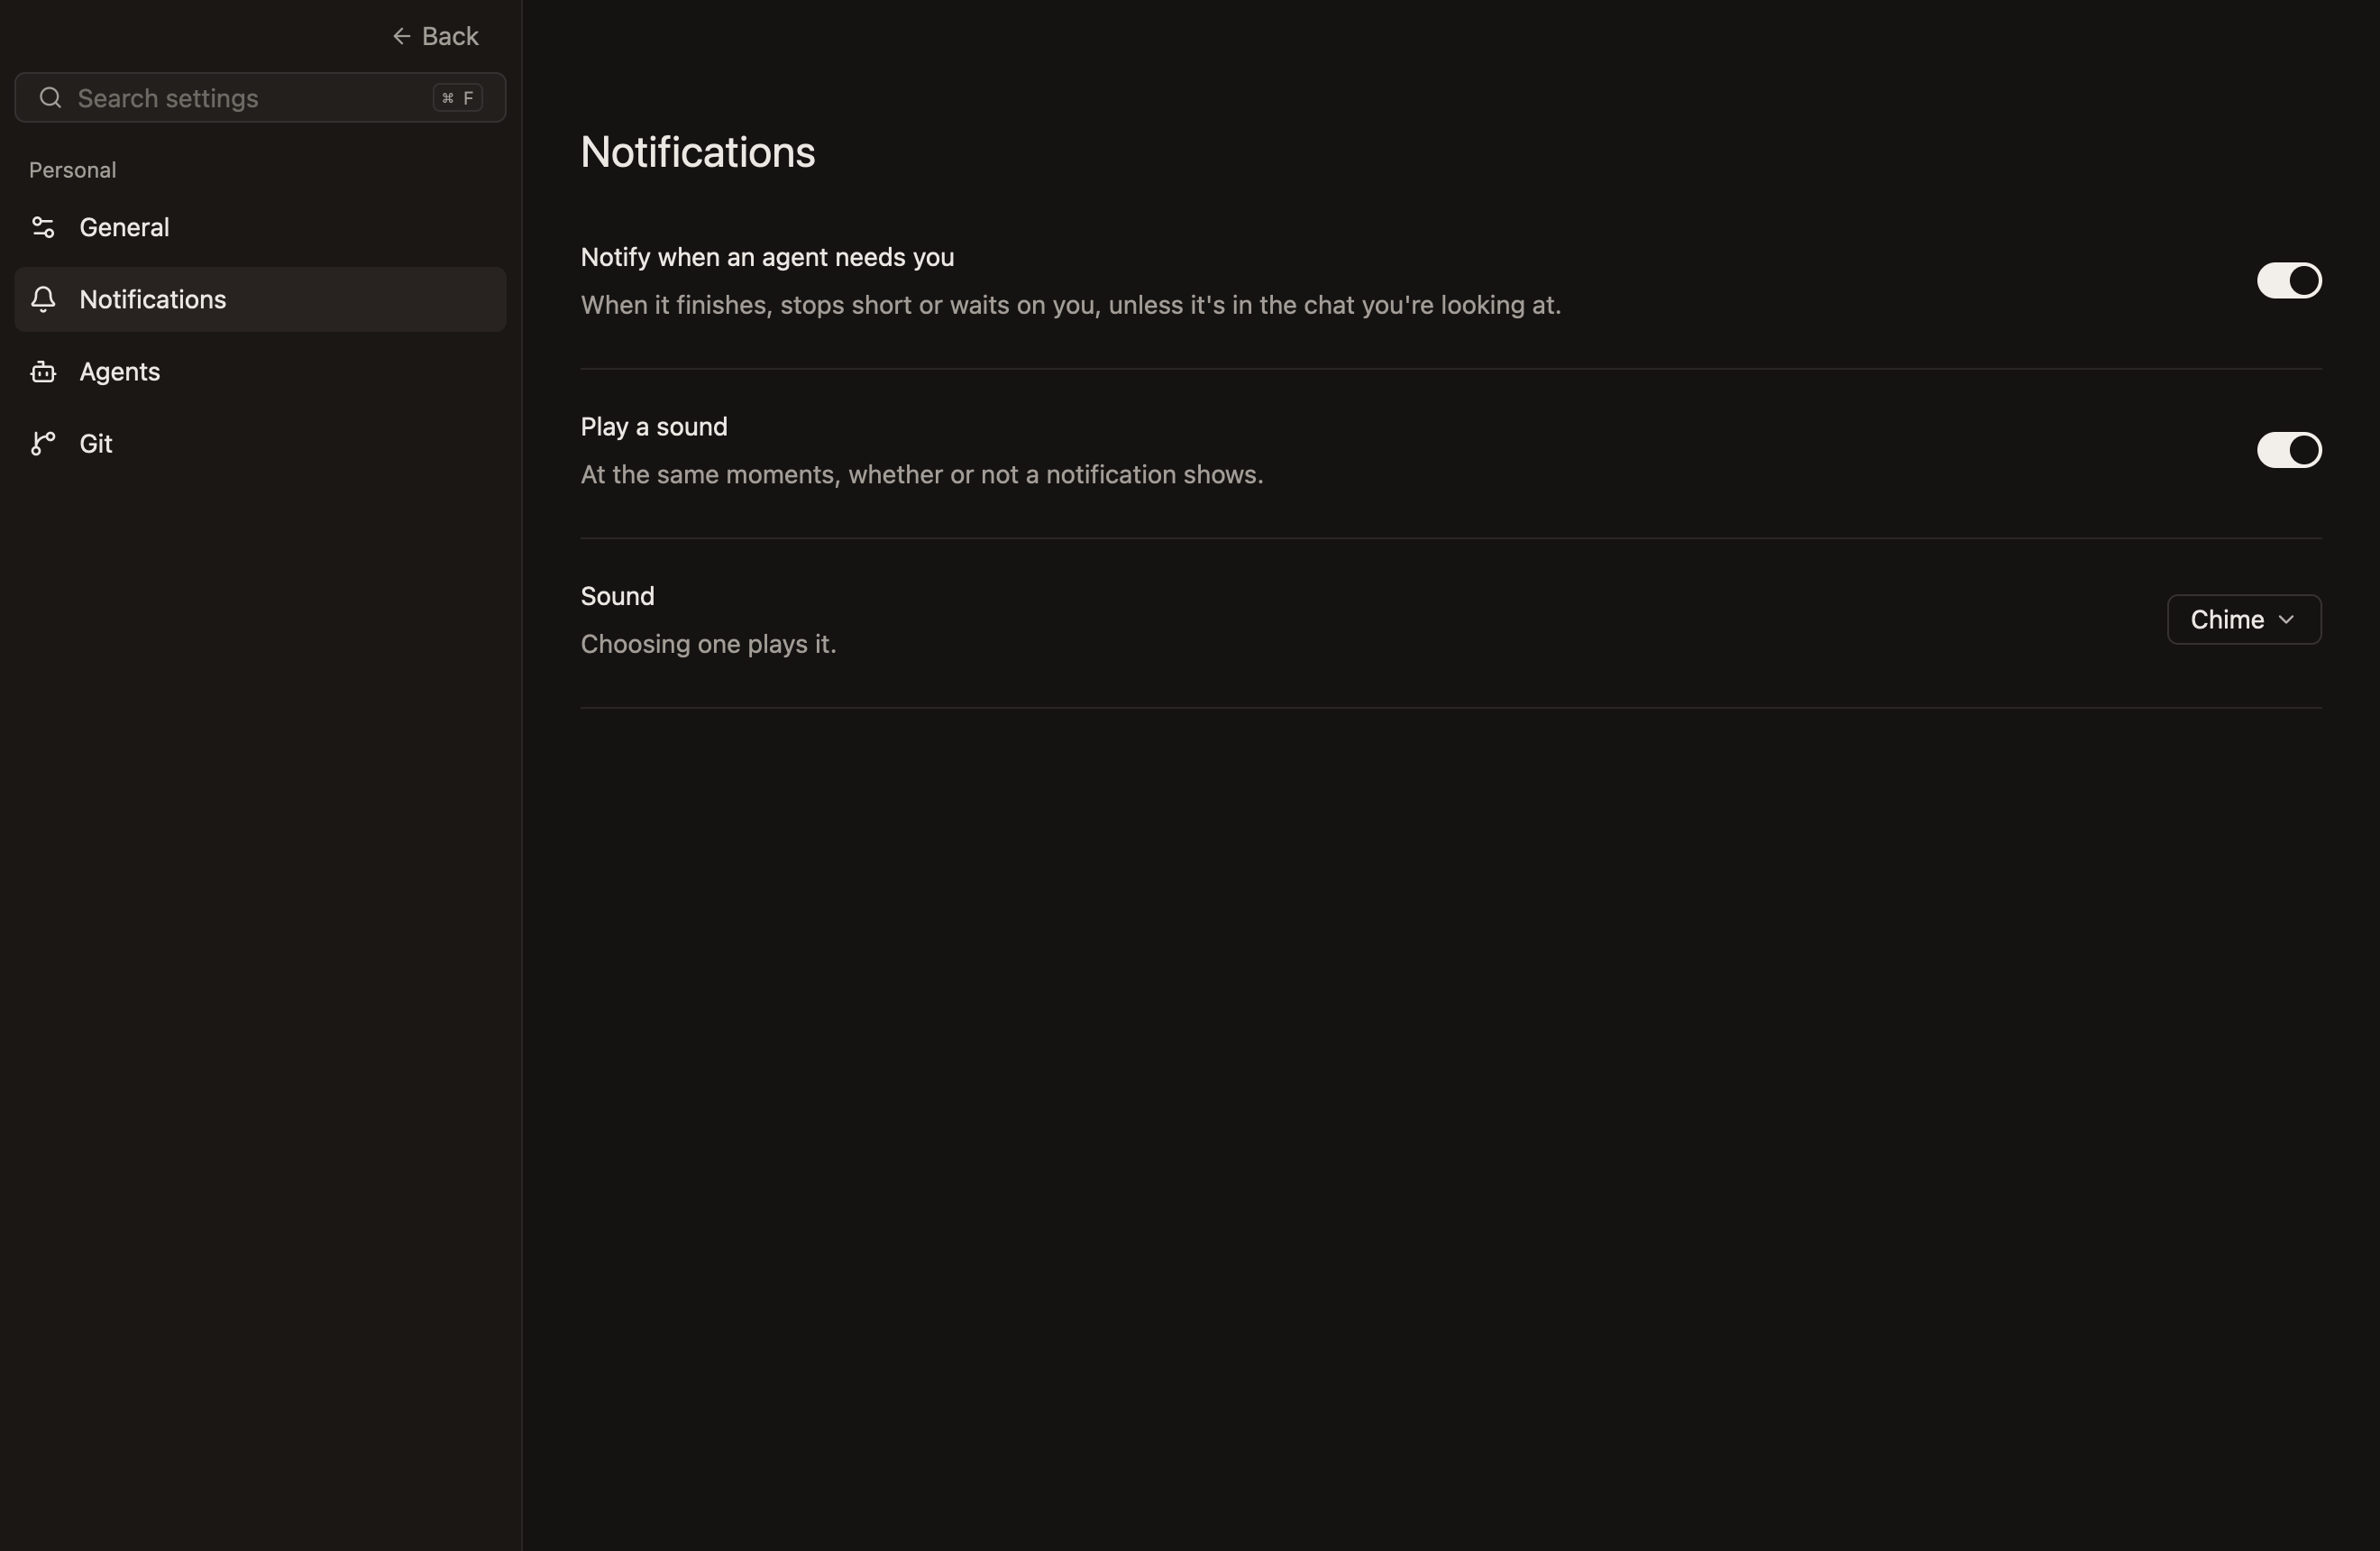 Back
Search settings
⌘ F
Personal
General
Notifications
Agents
Git
Notifications
Notify when an agent needs you
When it finishes, stops short or waits on you, unless it's in the chat you're looking at.
Play a sound
At the same moments, whether or not a notification shows.
Sound
Choosing one plays it.
Chime